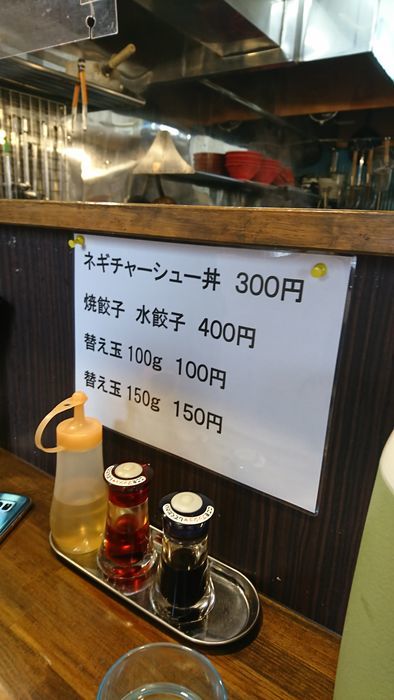 ネギチャーシュー丼 300円
焼餃子 水餃子 400円
替え玉 100g 100円
替え玉 150g 150円